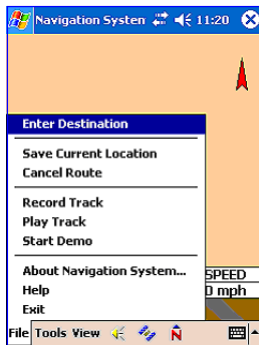 Navigation Systen 11:20
Enter Destination
Save Current Location
Cancel Route
Record Track
Play Track
Start Demo
About Navigation System...
Help
Exit
SPEED
0 mph
File Tools View N